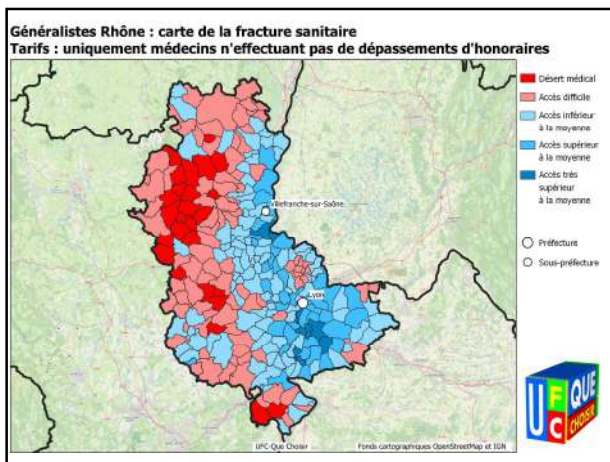 Généralistes Rhône : carte de la fracture sanitaire
Tarifs : uniquement médecins n'effectuant pas de dépassements d'honoraires
Désert médical
Accès difficile
Accès inférieur
à la moyenne
Accès supérieur
à la moyenne
Accès très
supérieur
à la moyenne
Préfecture
Sous-préfecture
Villefranche-sur-Saône
Lyon
UFC-Que Choisir
Fonds cartographiques OpenStreetMap et IGN
UFC
QUE
CHOISIR